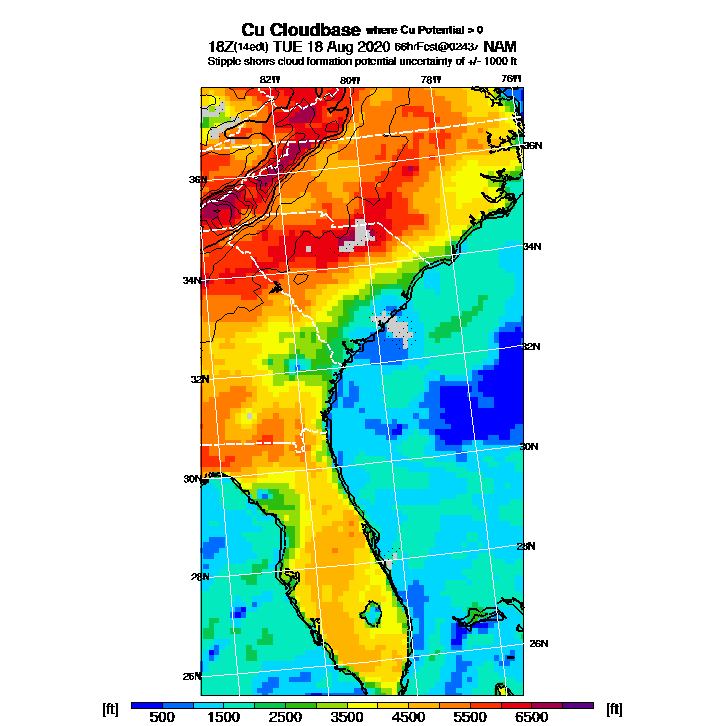 Cu Cloudbase where Cu Potential > 0
18Z(14edt) TUE 18 Aug 2020 66hrFcst@0243z NAM
Stipple shows cloud formation potential uncertainty of +/- 1000 ft
82W 80W 78W 76W
36N 36N
34N 34N
32N 32N
30N 30N
28N 28N
26N 26N
[ft] 500 1500 2500 3500 4500 5500 6500 [ft]